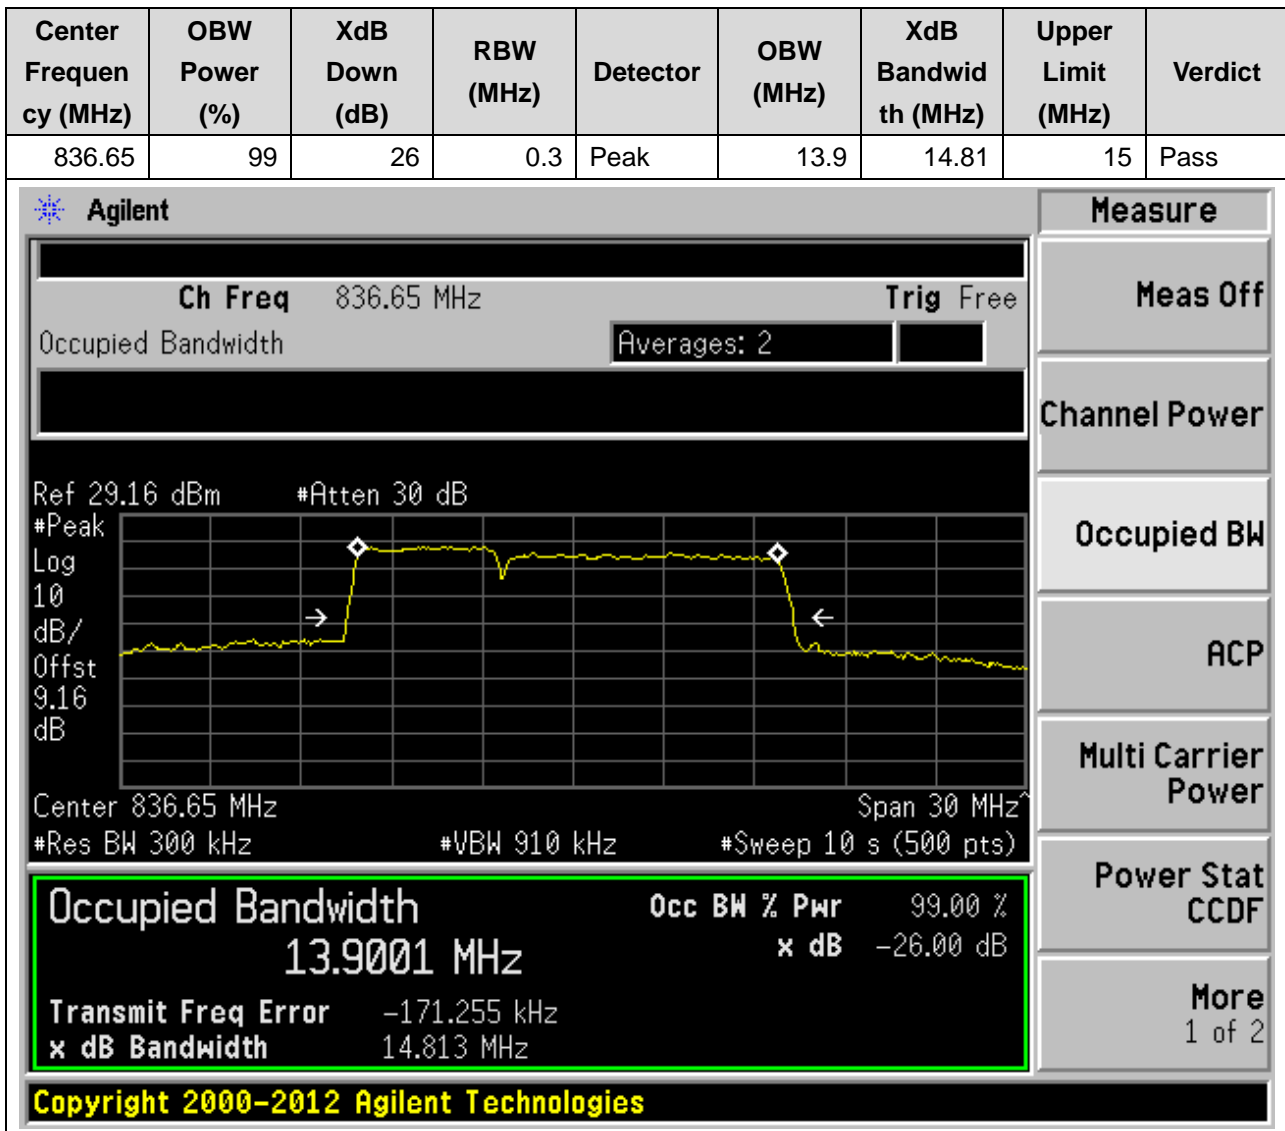 Center Frequen cy (MHz) OBW Power (%) XdB Down (dB) RBW (MHz) Detector OBW (MHz) XdB Bandwid th (MHz) Upper Limit (MHz) Verdict
836.65 99 26 0.3 Peak 13.9 14.81 15 Pass
Agilent
Measure
Ch Freq 836.65 MHz Trig Free
Meas Off
Occupied Bandwidth
Averages: 2
Channel Power
Ref 29.16 dBm #Atten 30 dB
#Peak
Log
10
dB/
Offst
9.16
dB
Occupied BW
ACP
Multi Carrier
Power
Center 836.65 MHz Span 30 MHz^
#Res BW 300 kHz #VBW 910 kHz #Sweep 10 s (500 pts)
Power Stat
CCDF
Occupied Bandwidth
13.9001 MHz
Occ BW % Pwr 99.00 %
x dB -26.00 dB
Transmit Freq Error -171.255 kHz
x dB Bandwidth 14.813 MHz
More
1 of 2
Copyright 2000-2012 Agilent Technologies